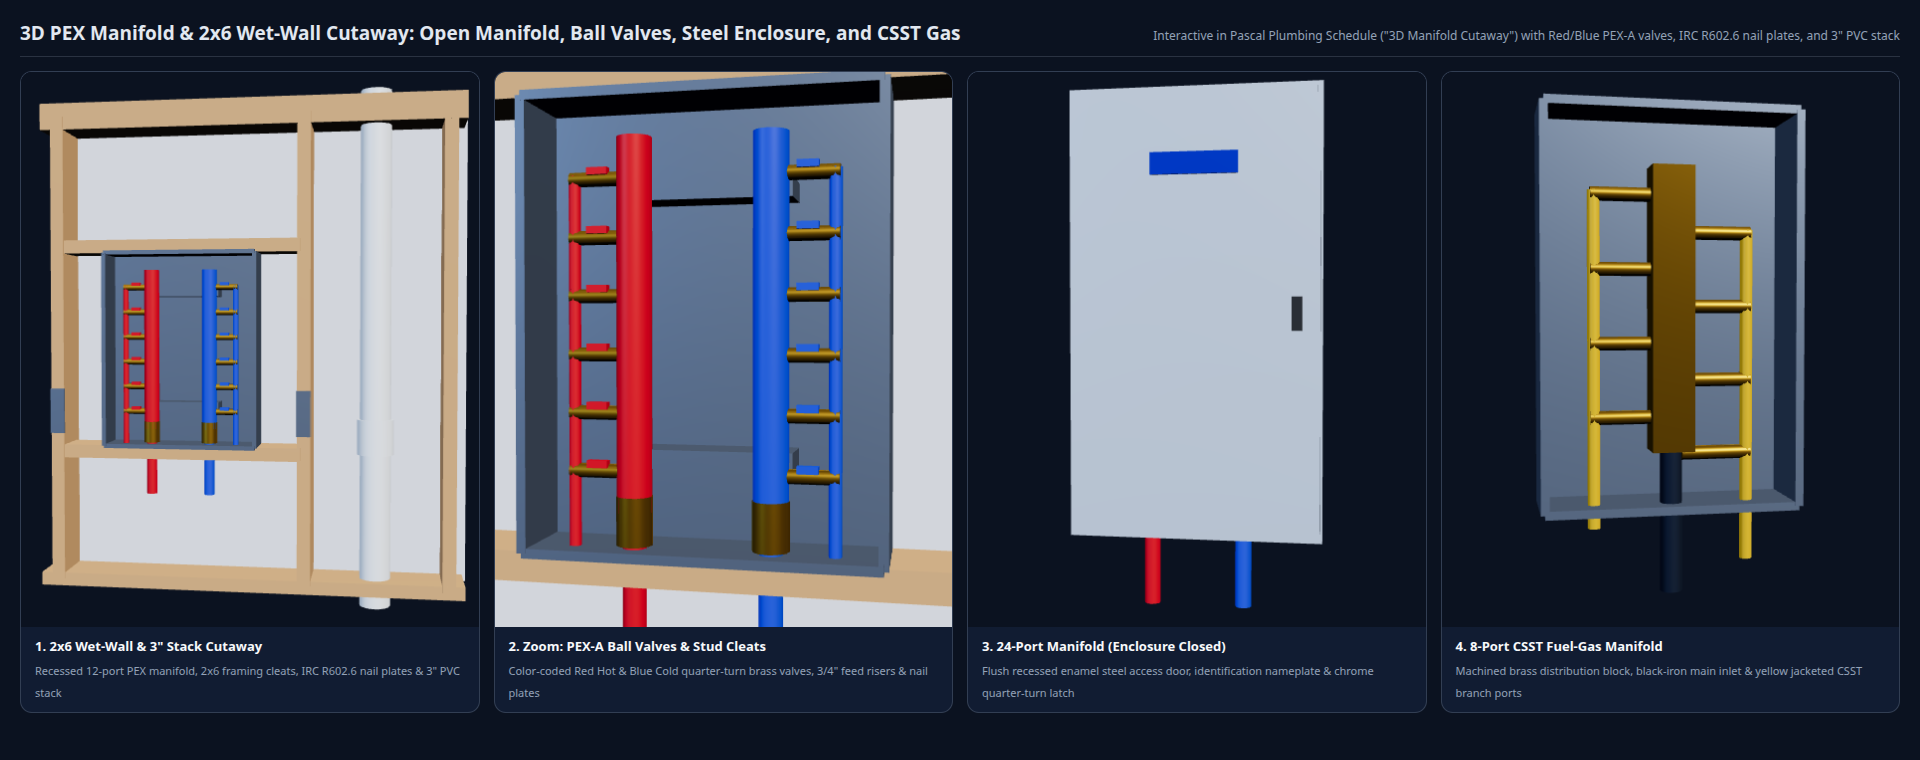 3D PEX Manifold & 2x6 Wet-Wall Cutaway: Open Manifold, Ball Valves, Steel Enclosure, and CSST Gas
Interactive in Pascal Plumbing Schedule ("3D Manifold Cutaway") with Red/Blue PEX-A valves, IRC R602.6 nail plates, and 3" PVC stack
1. 2x6 Wet-Wall & 3" Stack Cutaway
Recessed 12-port PEX manifold, 2x6 framing cleats, IRC R602.6 nail plates & 3" PVC
stack
2. Zoom: PEX-A Ball Valves & Stud Cleats
Color-coded Red Hot & Blue Cold quarter-turn brass valves, 3/4" feed risers & nail
plates
3. 24-Port Manifold (Enclosure Closed)
Flush recessed enamel steel access door, identification nameplate & chrome
quarter-turn latch
4. 8-Port CSST Fuel-Gas Manifold
Machined brass distribution block, black-iron main inlet & yellow jacketed CSST
branch ports